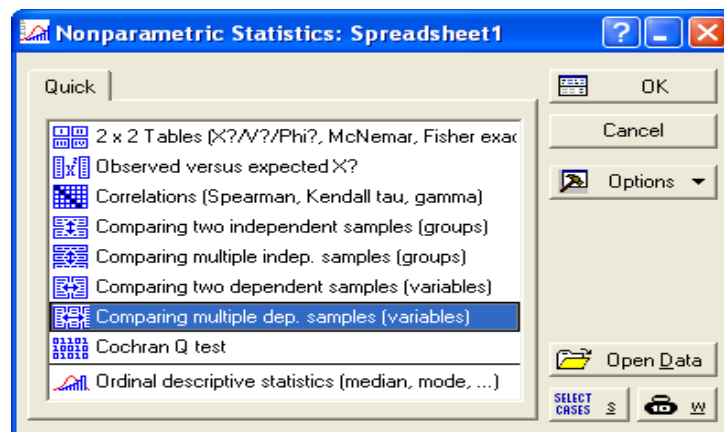 Nonparametric Statistics: Spreadsheet1
Quick
2 x 2 Tables (X?/V?/Phi?, McNemar, Fisher exac
Observed versus expected X?
Correlations (Spearman, Kendall tau, gamma)
Comparing two independent samples (groups)
Comparing multiple indep. samples (groups)
Comparing two dependent samples (variables)
Comparing multiple dep. samples (variables)
Cochran Q test
Ordinal descriptive statistics (median, mode, ...)
OK
Cancel
Options
Open Data
SELECT CASES S
W